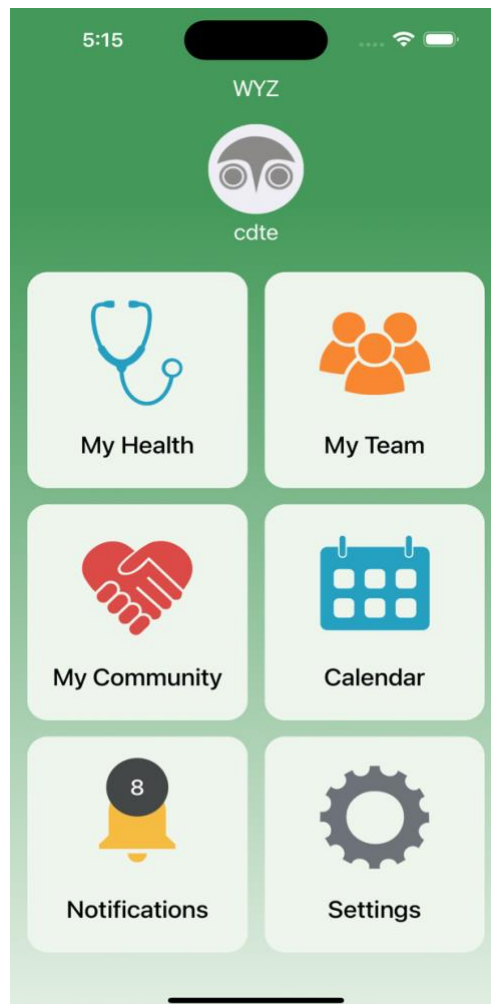 5:15
WYZ
cdte
My Health
My Team
My Community
Calendar
8
Notifications
Settings